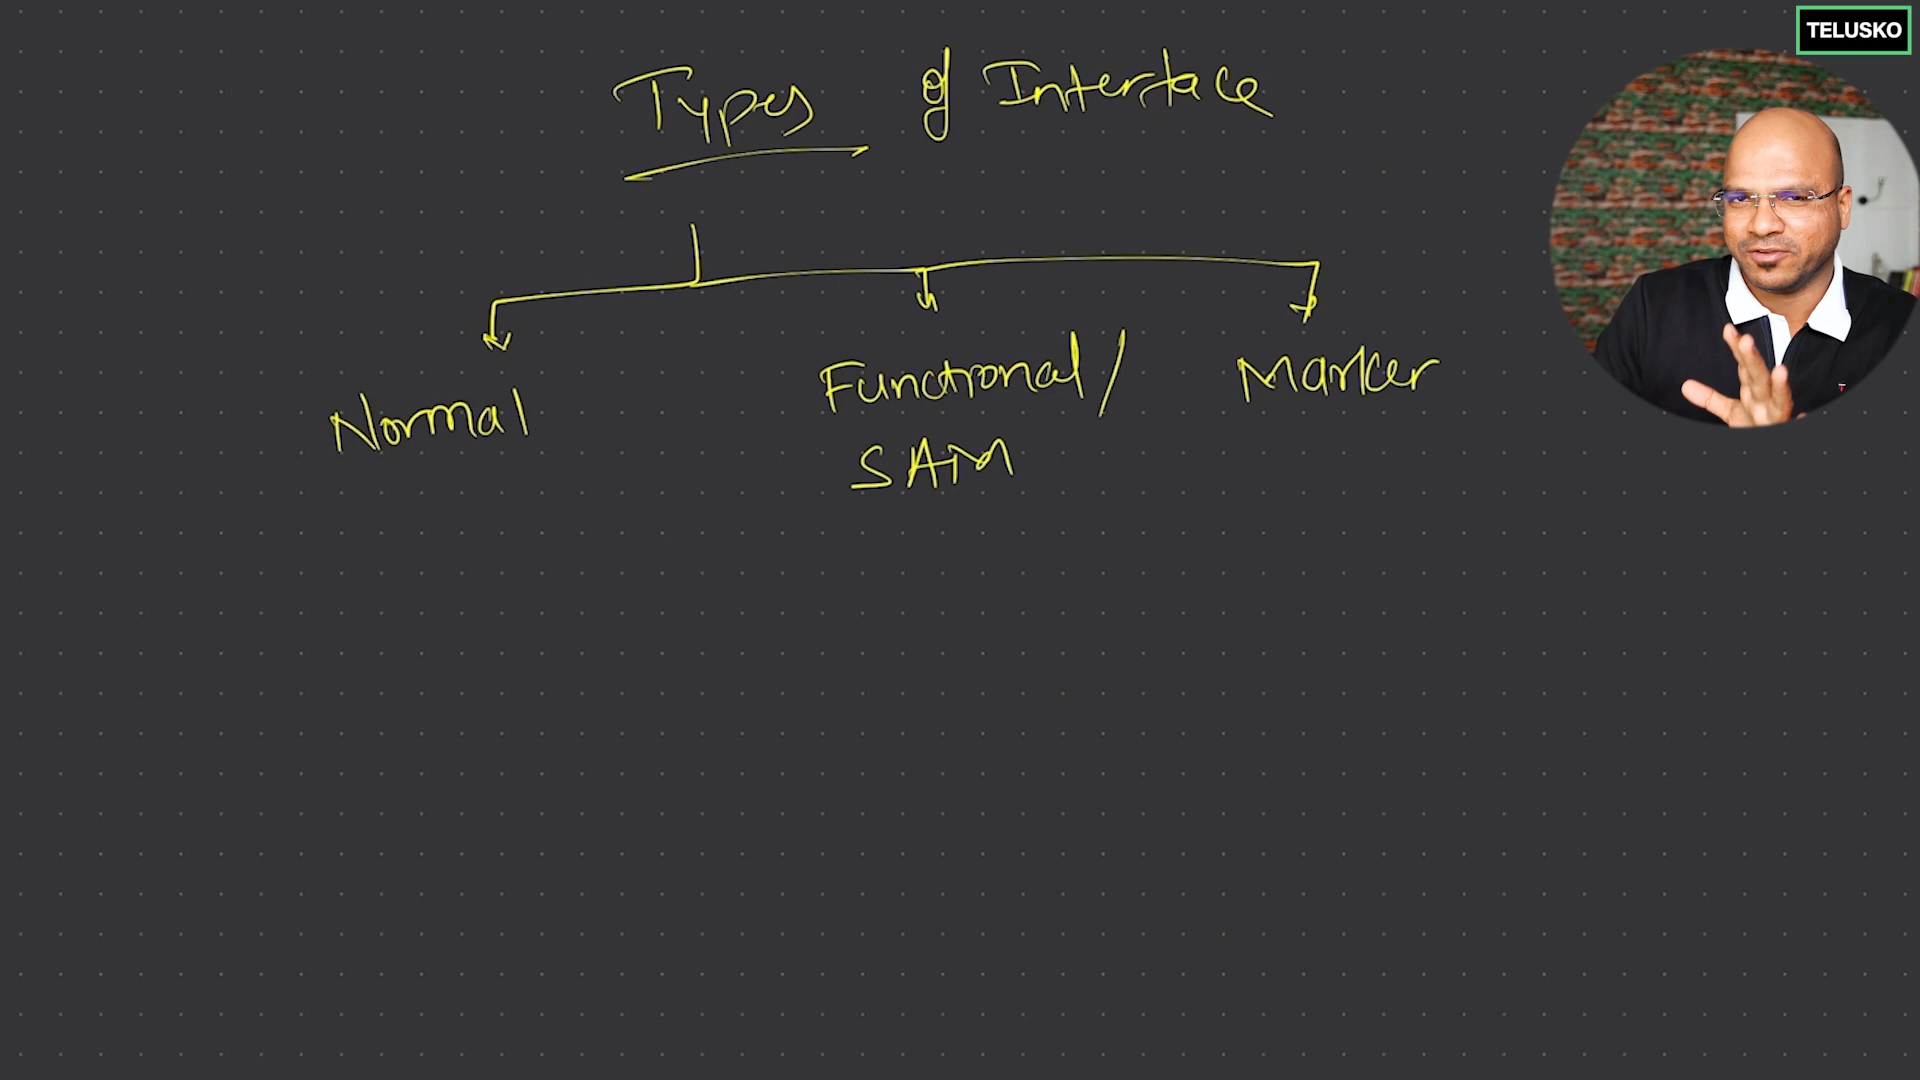 TELUSKO
Types of Interface
Normal
Functional/
SAM
Marker